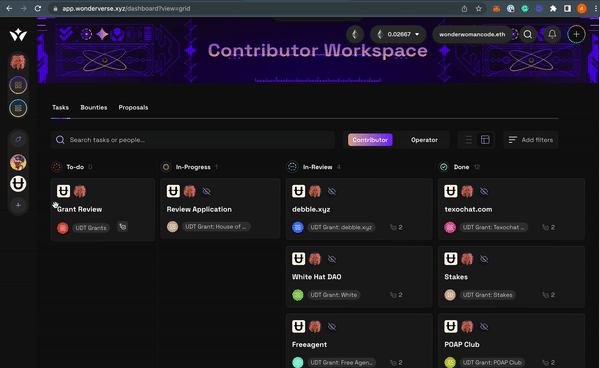 app.wonderverse.xyz/dashboard?view=grid
0.02667
wonderwomancode.eth
Contributor Workspace
Tasks Bounties Proposals
Search tasks or people...
Contributor Operator
Add filters
To-do 0
In-Progress 1
In-Review 4
Done 12
Grant Review
UDT Grants
Review Application
UDT Grant: House of ...
debble.xyz
UDT Grant: debble.xyz
2
texochat.com
UDT Grant: Texochat ...
2
White Hat DAO
UDT Grant: White
2
Stakes
UDT Grant: Stakes
2
Freeagent
UDT Grant: Free Agen...
2
POAP Club
UDT Grant: POAP Club
2